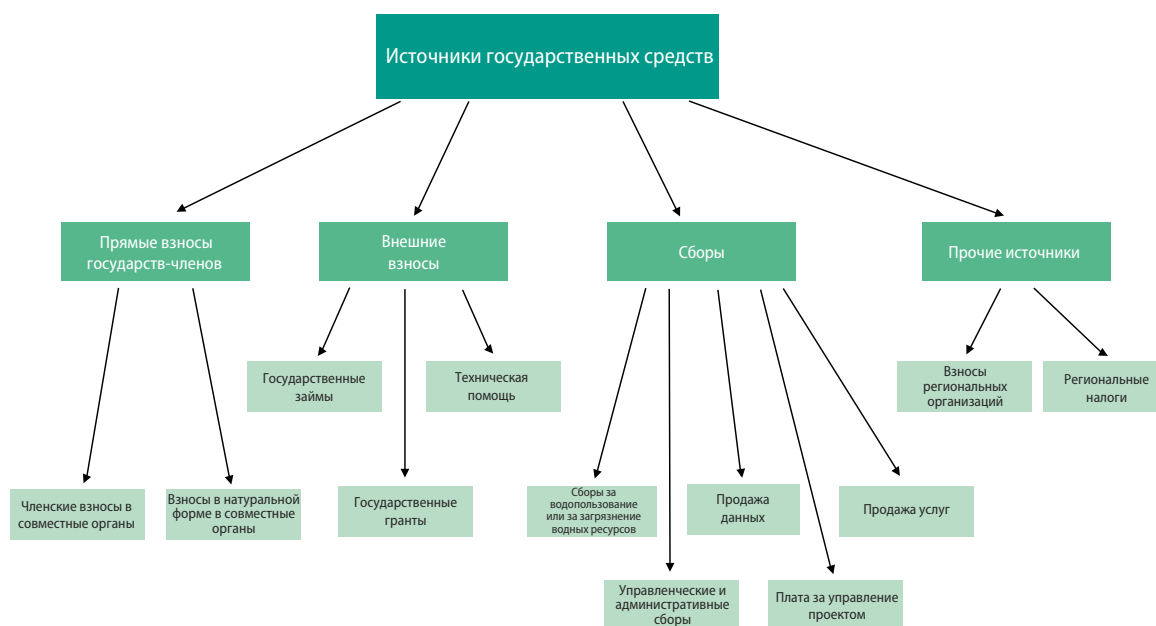 Источники государственных средств
Прямые взносы
государств-членов
Внешние
взносы
Сборы
Прочие источники
Государственные
займы
Техническая
помощь
Взносы
региональных
организаций
Региональные
налоги
Членские взносы в
совместные органы
Взносы в натуральной
форме в совместные
органы
Государственные
гранты
Сборы за
водопользование
или за загрязнение
водных ресурсов
Продажа
данных
Продажа услуг
Управленческие и
административные
сборы
Плата за управление
проектом